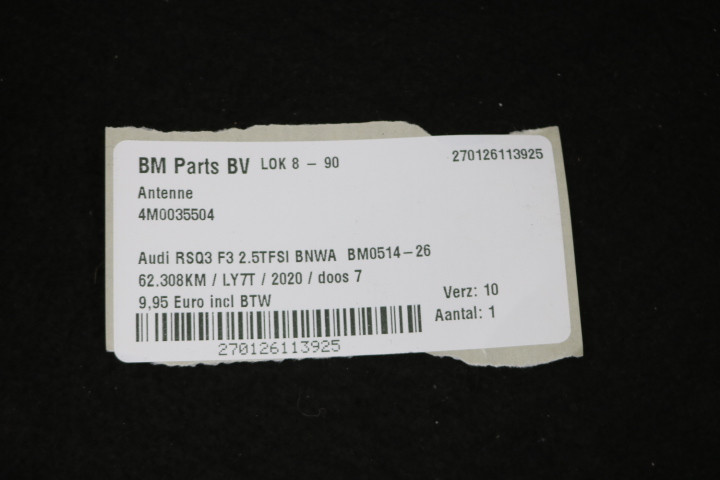 BM Parts BV LOK 8 - 90 270126113925
Antenne
4M0035504
Audi RSQ3 F3 2.5TFSI BNWA BM0514-26
62.308KM / LY7T / 2020 / doos 7
9,95 Euro incl BTW Verz: 10
Aantal: 1
270126113925